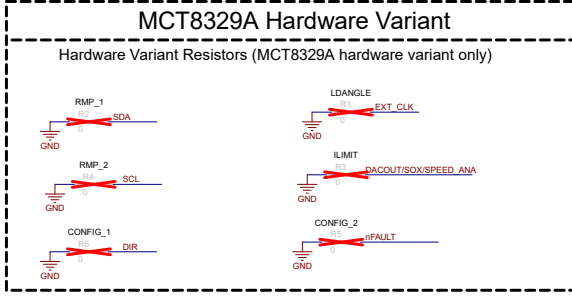 MCT8329A Hardware Variant
Hardware Variant Resistors (MCT8329A hardware variant only)
RMP_1
R2
SDA
0
GND
LDANGLE
R1
EXT_CLK
0
GND
RMP_2
R4
SCL
0
GND
ILIMIT
R3
DACOUT/SOX/SPEED_ANA
0
GND
CONFIG_1
R6
DIR
0
GND
CONFIG_2
R5
nFAULT
0
GND